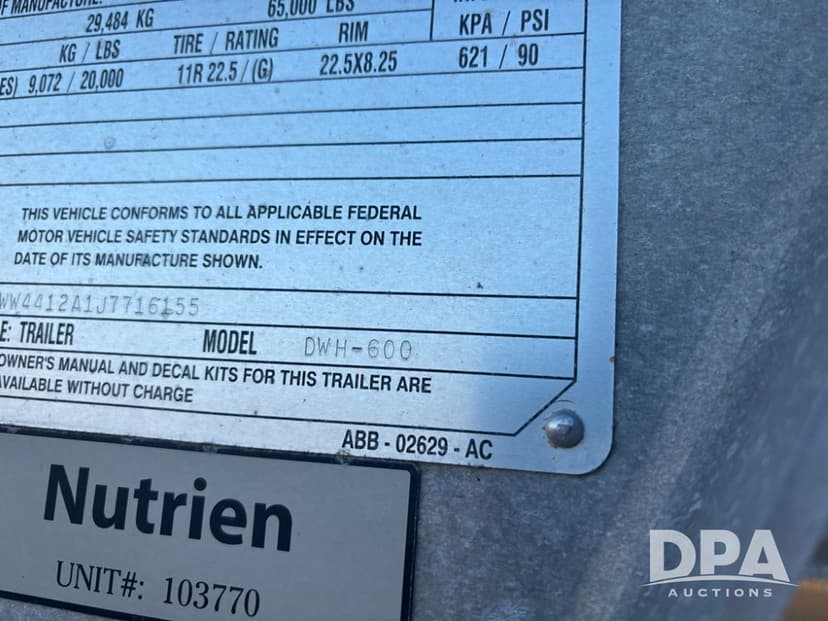 OF MANUFACTURE:
29,484 KG 65,000 LBS
KG / LBS TIRE / RATING RIM KPA / PSI
ES) 9,072 / 20,000 11R 22.5 / (G) 22.5X8.25 621 / 90
THIS VEHICLE CONFORMS TO ALL APPLICABLE FEDERAL
MOTOR VEHICLE SAFETY STANDARDS IN EFFECT ON THE
DATE OF ITS MANUFACTURE SHOWN.
WW4412A1J7716155
E: TRAILER MODEL DWH-600
OWNER'S MANUAL AND DECAL KITS FOR THIS TRAILER ARE
AVAILABLE WITHOUT CHARGE
ABB - 02629 - AC
Nutrien
UNIT#: 103770
DPA
AUCTIONS